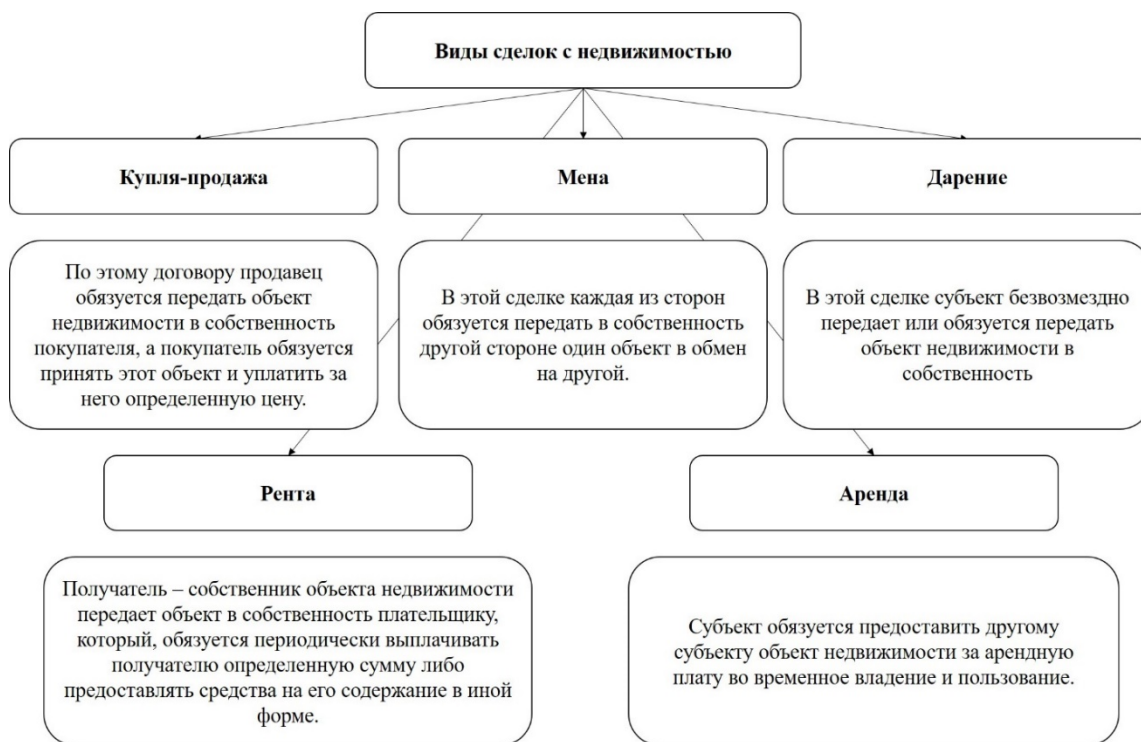 Виды сделок с недвижимостью
Купля-продажа
Мена
Дарение
По этому договору продавец
обязуется передать объект
недвижимости в собственность
покупателя, а покупатель обязуется
принять этот объект и уплатить за
него определенную цену.
В этой сделке каждая из сторон
обязуется передать в собственность
другой стороне один объект в обмен
на другой.
В этой сделке субъект безвозмездно
передает или обязуется передать
объект недвижимости в
собственность
Рента
Аренда
Получатель – собственник объекта недвижимости
передает объект в собственность плательщику,
который, обязуется периодически выплачивать
получателю определенную сумму либо
предоставлять средства на его содержание в иной
форме.
Субъект обязуется предоставить другому
субъекту объект недвижимости за арендную
плату во временное владение и пользование.